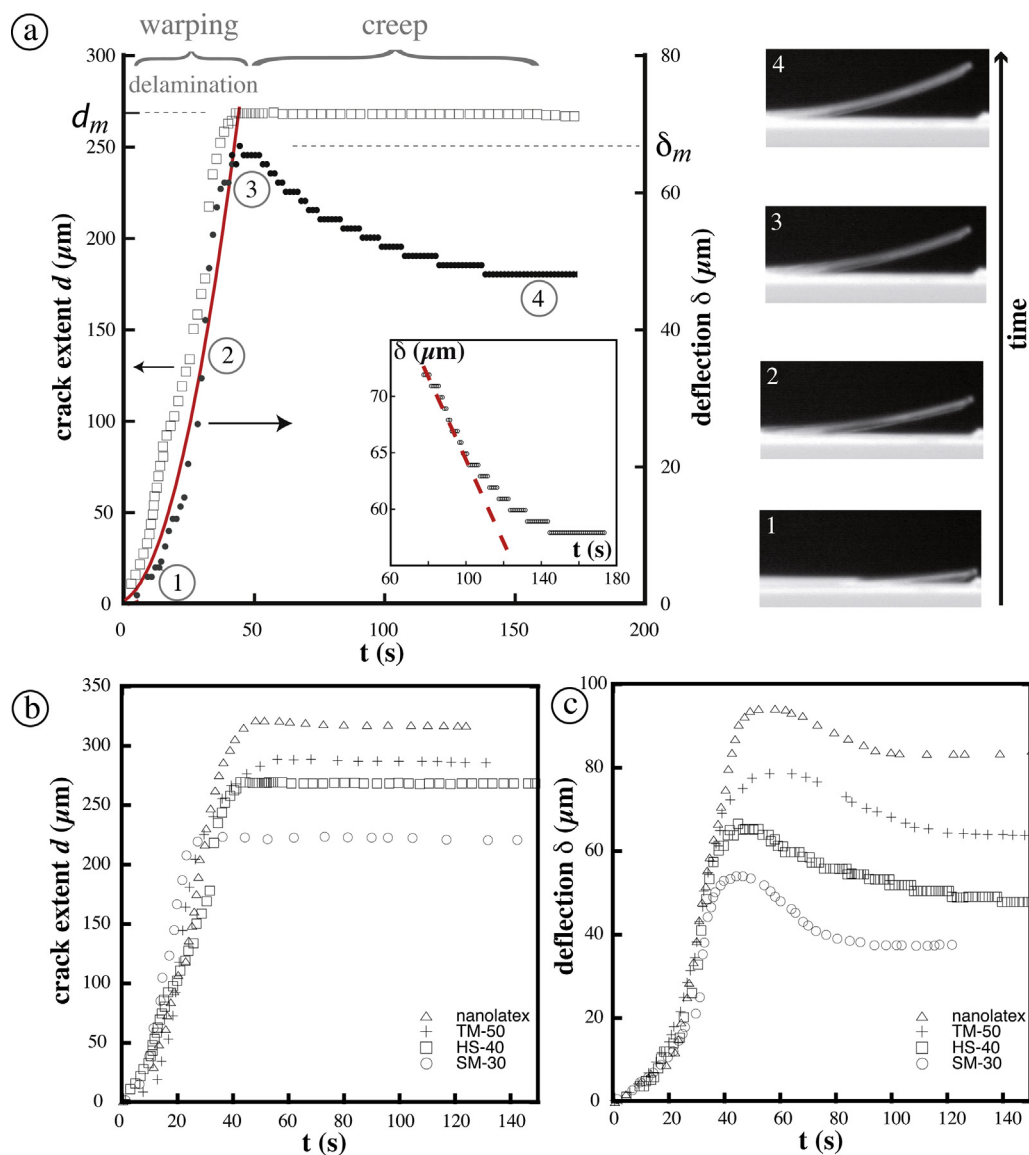 a
warping
creep
delamination
300
250
200
150
100
50
0
d_m
crack extent d (µm)
80
60
40
20
0
δ_m
deflection δ (µm)
1
2
3
4
δ (µm)
70
65
60
t (s)
60
100
140
180
0
50
100
150
200
t (s)
4
3
2
1
time
b
350
300
250
200
150
100
50
0
crack extent d (µm)
nanolatex
TM-50
HS-40
SM-30
0 20 40 60 80 100 120 140
t (s)
c
100
80
60
40
20
0
deflection δ (µm)
nanolatex
TM-50
HS-40
SM-30
0 20 40 60 80 100 120 140
t (s)